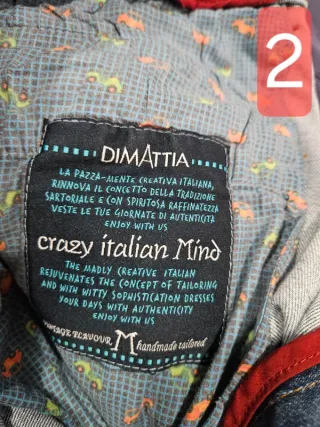 2
DIMATTIA
LA PAZZA-MENTE CREATIVA ITALIANA,
RINNOVA IL CONCETTO DELLA TRADIZIONE
SARTORIALE E CON SPIRITOSA RAFFINATEZZA
VESTE LE TUE GIORNATE DI AUTENTICITA
ENJOY WITH US
crazy italian Mind
THE MADLY CREATIVE ITALIAN
REJUVENATES THE CONCEPT OF TAILORING
AND WITH WITTY SOPHISTICATION DRESSES
YOUR DAYS WITH AUTHENTICITY
ENJOY WITH US
FLAVOUR M handmade tailored